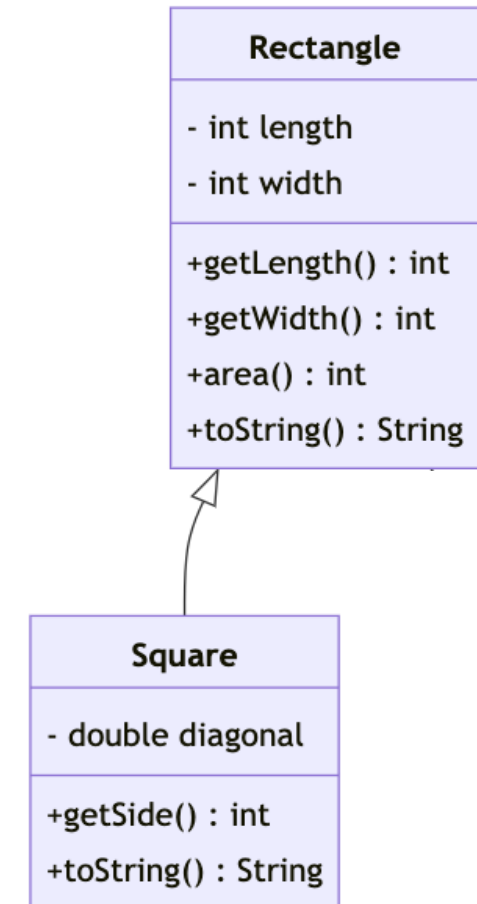 Rectangle
- int length
- int width
+getLength() : int
+getWidth() : int
+area() : int
+toString() : String
Square
- double diagonal
+getSide() : int
+toString() : String